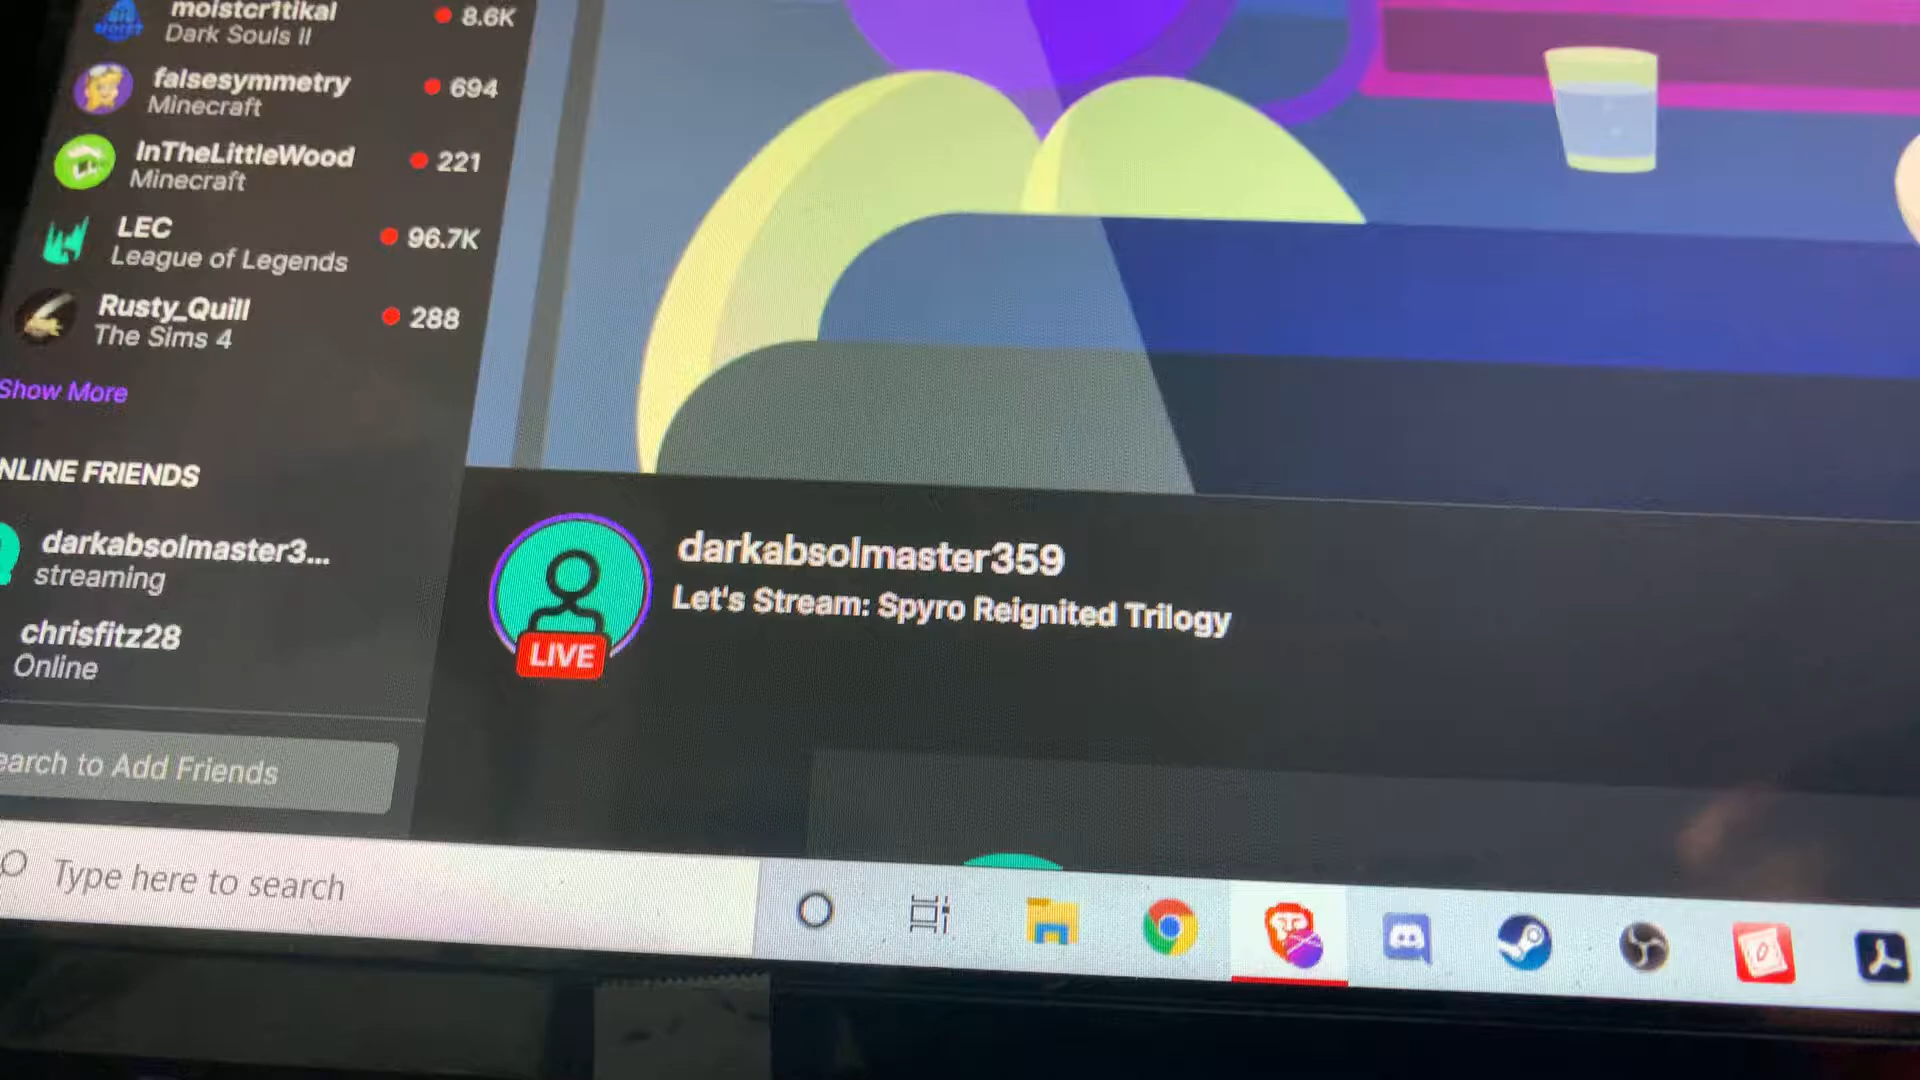 moistcr1tikal
8.6K
Dark Souls II
falsesymmetry
694
Minecraft
InTheLittleWood
221
Minecraft
LEC
96.7K
League of Legends
Rusty_Quill
288
The Sims 4
Show More
NLINE FRIENDS
darkabsolmaster3...
streaming
chrisfitz28
Online
earch to Add Friends
darkabsolmaster359
Let's Stream: Spyro Reignited Trilogy
LIVE
Type here to search